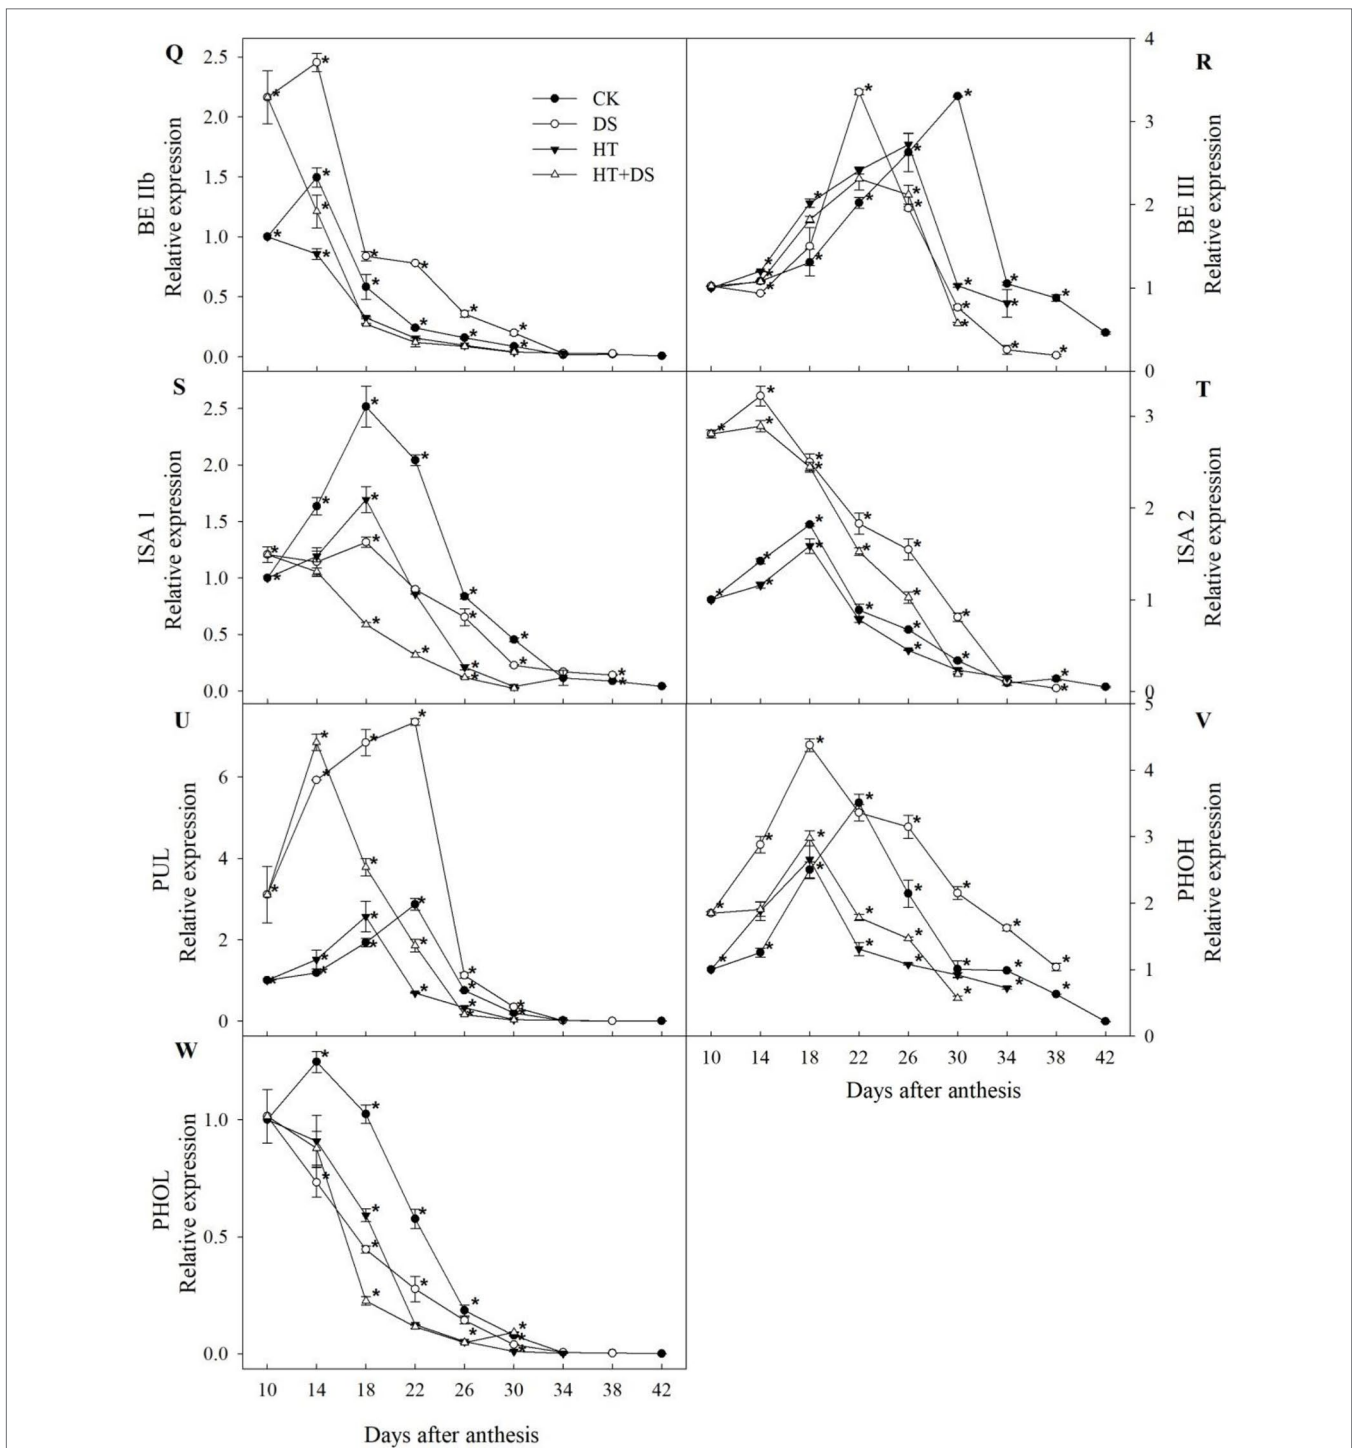 Q
2.5
2.0
1.5
1.0
0.5
0.0
BE IIb
Relative expression
CK
DS
HT
HT+DS
R
4
3
2
1
0
BE III
Relative expression
S
2.5
2.0
1.5
1.0
0.5
0.0
ISA 1
Relative expression
T
3
2
1
0
ISA 2
Relative expression
U
6
4
2
0
PUL
Relative expression
V
5
4
3
2
1
0
PHOH
Relative expression
10 14 18 22 26 30 34 38 42
Days after anthesis
W
1.0
0.5
0.0
PHOL
Relative expression
10 14 18 22 26 30 34 38 42
Days after anthesis